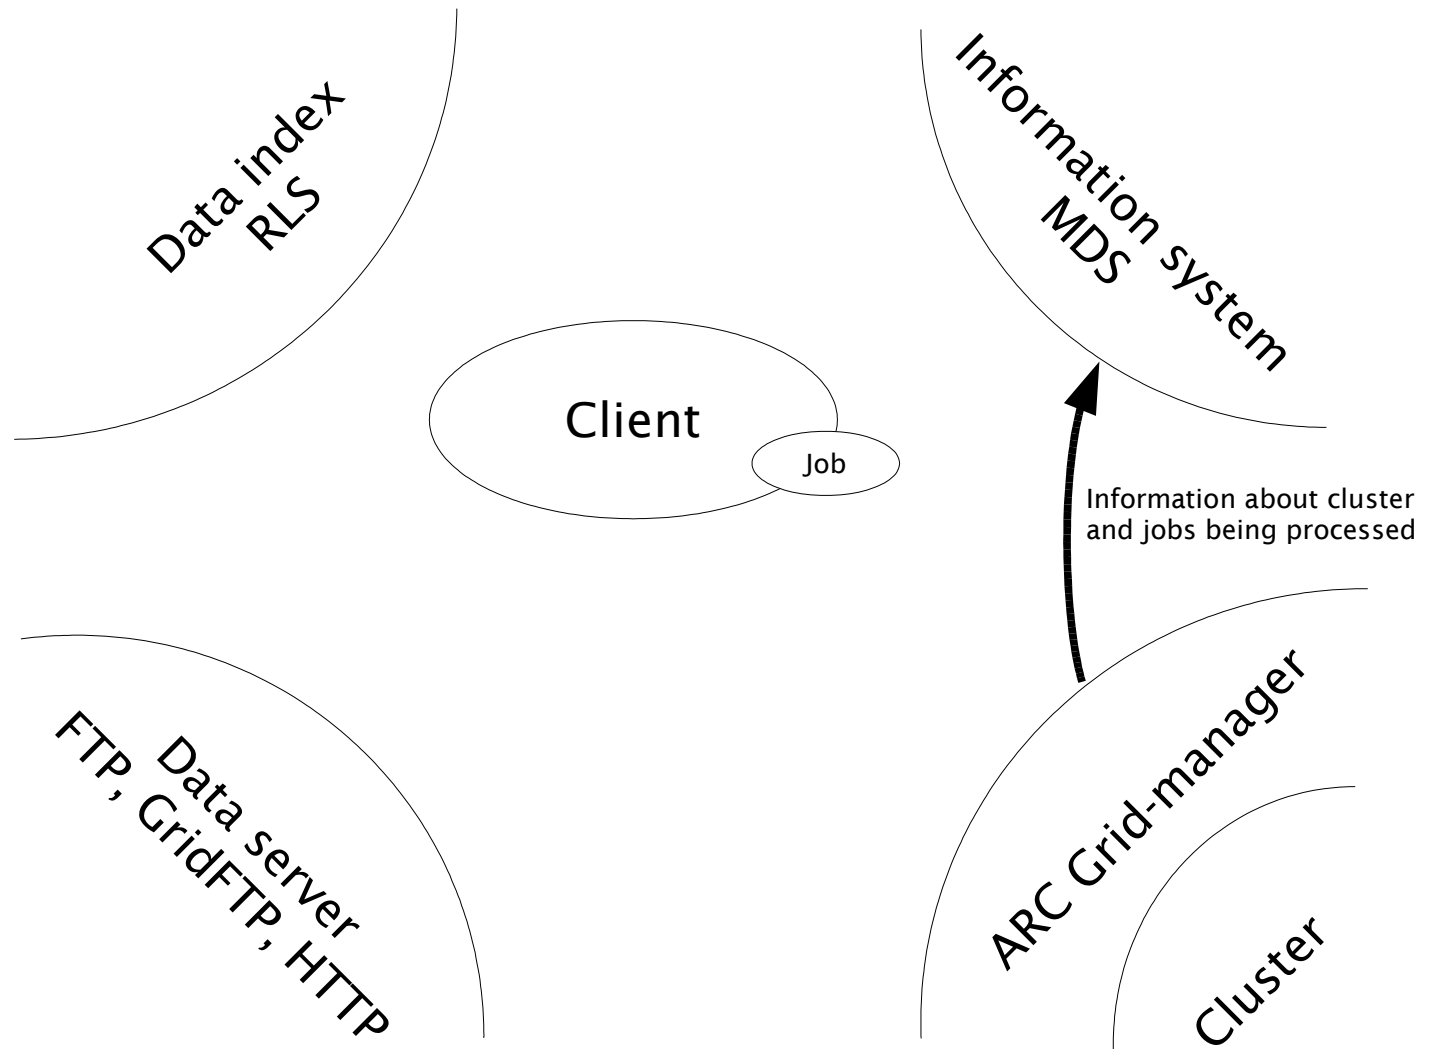 Data index
RLS
Information system
MDS
Client
Job
Information about cluster
and jobs being processed
Data server
FTP, GridFTP, HTTP
ARC Grid-manager
Cluster